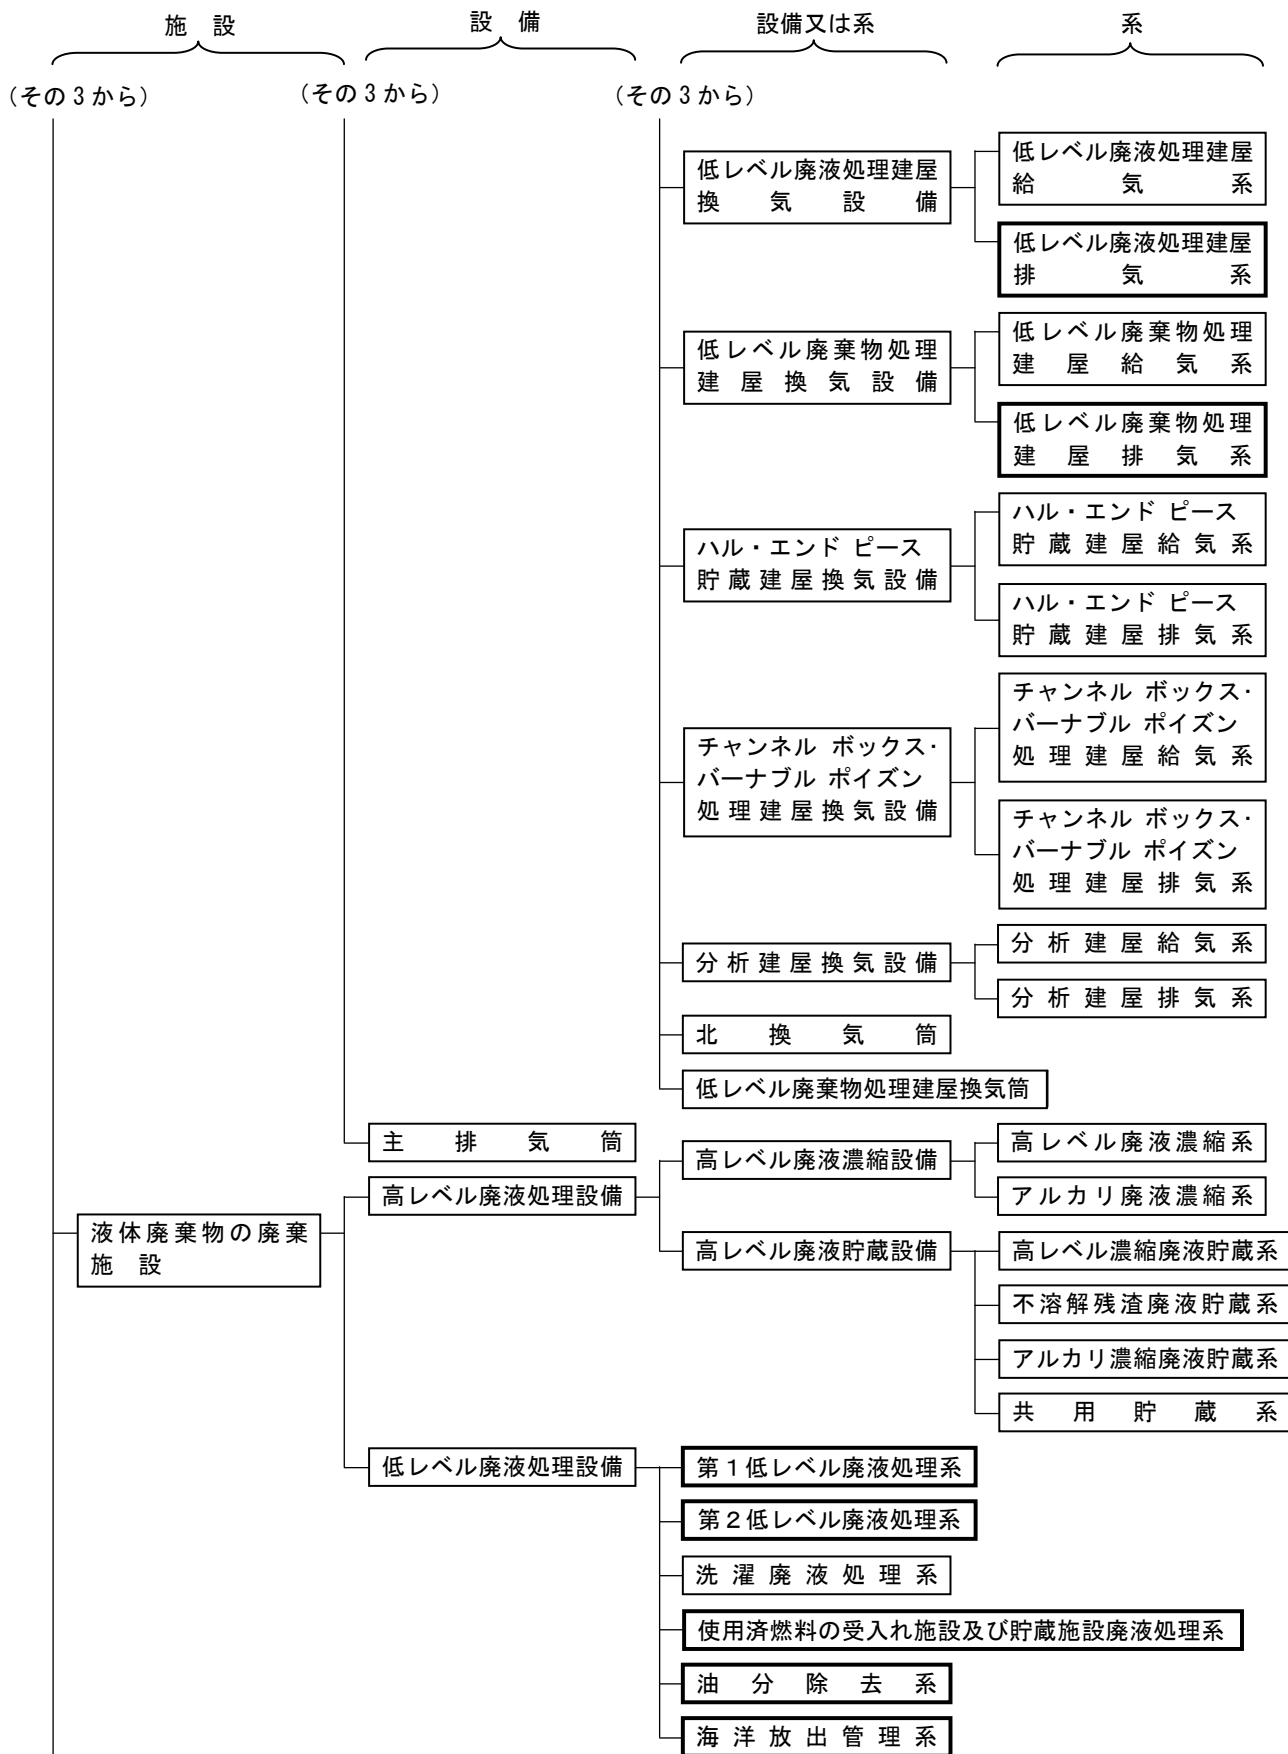 施設
設備
設備又は系
系
（その３から）
（その３から）
（その３から）
低レベル廃液処理建屋
換気設備
低レベル廃液処理建屋
給気系
低レベル廃液処理建屋
排気系
低レベル廃棄物処理
建屋換気設備
低レベル廃棄物処理
建屋給気系
低レベル廃棄物処理
建屋排気系
ハル・エンド ピース
貯蔵建屋換気設備
ハル・エンド ピース
貯蔵建屋給気系
ハル・エンド ピース
貯蔵建屋排気系
チャンネル ボックス・
バーナブル ポイズン
処理建屋換気設備
チャンネル ボックス・
バーナブル ポイズン
処理建屋給気系
チャンネル ボックス・
バーナブル ポイズン
処理建屋排気系
分析建屋換気設備
分析建屋給気系
分析建屋排気系
北換気筒
低レベル廃棄物処理建屋換気筒
主排気筒
液体廃棄物の廃棄
施設
高レベル廃液処理設備
高レベル廃液濃縮設備
高レベル廃液濃縮系
アルカリ廃液濃縮系
高レベル廃液貯蔵設備
高レベル濃縮廃液貯蔵系
不溶解残渣廃液貯蔵系
アルカリ濃縮廃液貯蔵系
共用貯蔵系
低レベル廃液処理設備
第１低レベル廃液処理系
第２低レベル廃液処理系
洗濯廃液処理系
使用済燃料の受入れ施設及び貯蔵施設廃液処理系
油分除去系
海洋放出管理系